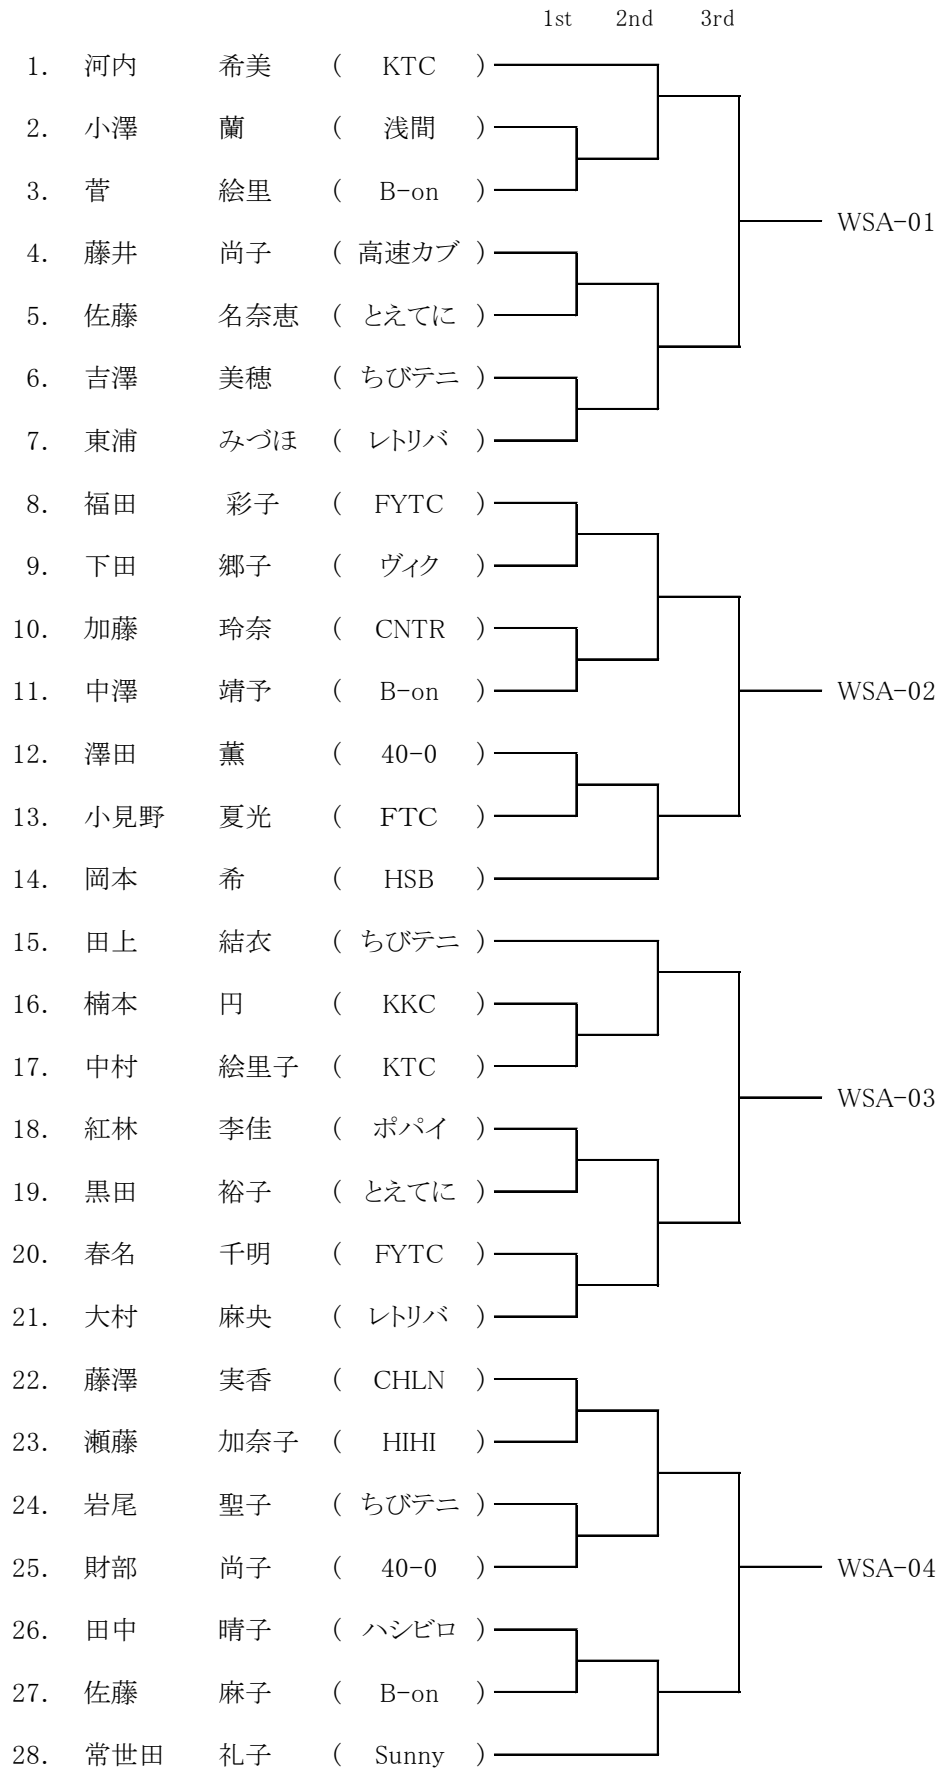 1st 2nd 3rd
1. 河内 希美 ( KTC )
2. 小澤 蘭 ( 浅間 )
3. 菅 絵里 ( B-on )
WSA-01
4. 藤井 尚子 ( 高速カブ )
5. 佐藤 名奈恵 ( とえてに )
6. 吉澤 美穂 ( ちびテニ )
7. 東浦 みづほ ( レトリバ )
8. 福田 彩子 ( FYTC )
9. 下田 郷子 ( ヴィク )
10. 加藤 玲奈 ( CNTR )
11. 中澤 靖予 ( B-on ) WSA-02
12. 澤田 薫 ( 40-0 )
13. 小見野 夏光 ( FTC )
14. 岡本 希 ( HSB )
15. 田上 結衣 ( ちびテニ )
16. 楠本 円 ( KKC )
17. 中村 絵里子 ( KTC )
WSA-03
18. 紅林 李佳 ( ポパイ )
19. 黒田 裕子 ( とえてに )
20. 春名 千明 ( FYTC )
21. 大村 麻央 ( レトリバ )
22. 藤澤 実香 ( CHLN )
23. 瀬藤 加奈子 ( HIHI )
24. 岩尾 聖子 ( ちびテニ )
25. 財部 尚子 ( 40-0 ) WSA-04
26. 田中 晴子 ( ハシビロ )
27. 佐藤 麻子 ( B-on )
28. 常世田 礼子 ( Sunny )